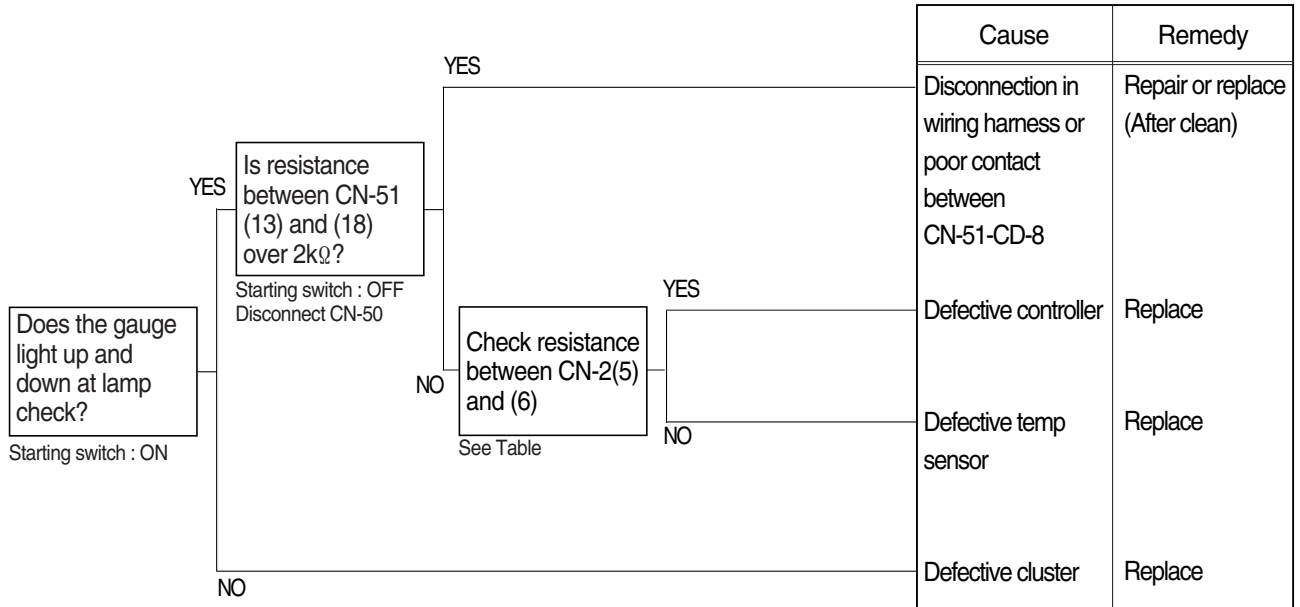 Cause
Remedy
YES
Disconnection in
wiring harness or
poor contact
between
CN-51-CD-8
Repair or replace
(After clean)
YES
Is resistance
between CN-51
(13) and (18)
over 2kΩ?
Starting switch : OFF
Disconnect CN-50
YES
Defective controller
Replace
Does the gauge
light up and
down at lamp
check?
Starting switch : ON
NO
Check resistance
between CN-2(5)
and (6)
See Table
NO
Defective temp
sensor
Replace
NO
Defective cluster
Replace